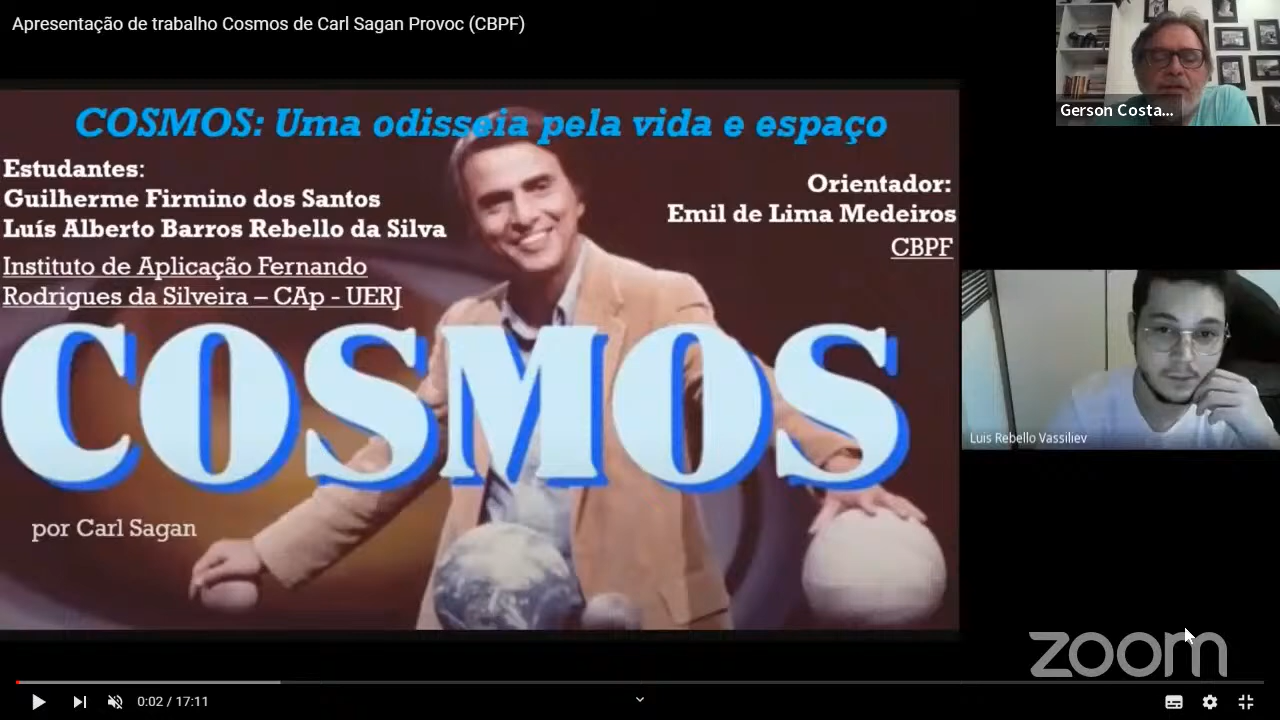 Apresentação de trabalho Cosmos de Carl Sagan Provoc (CBPF)
Gerson Costa...
COSMOS: Uma odisseia pela vida e espaço
Estudantes:
Guilherme Firmino dos Santos
Luís Alberto Barros Rebello da Silva
Instituto de Aplicação Fernando
Rodrigues da Silveira – CAp - UERJ
Orientador:
Emil de Lima Medeiros
CBPF
COSMOS
por Carl Sagan
Luis Rebello Vassiliev
zoom
0:02 / 17:11